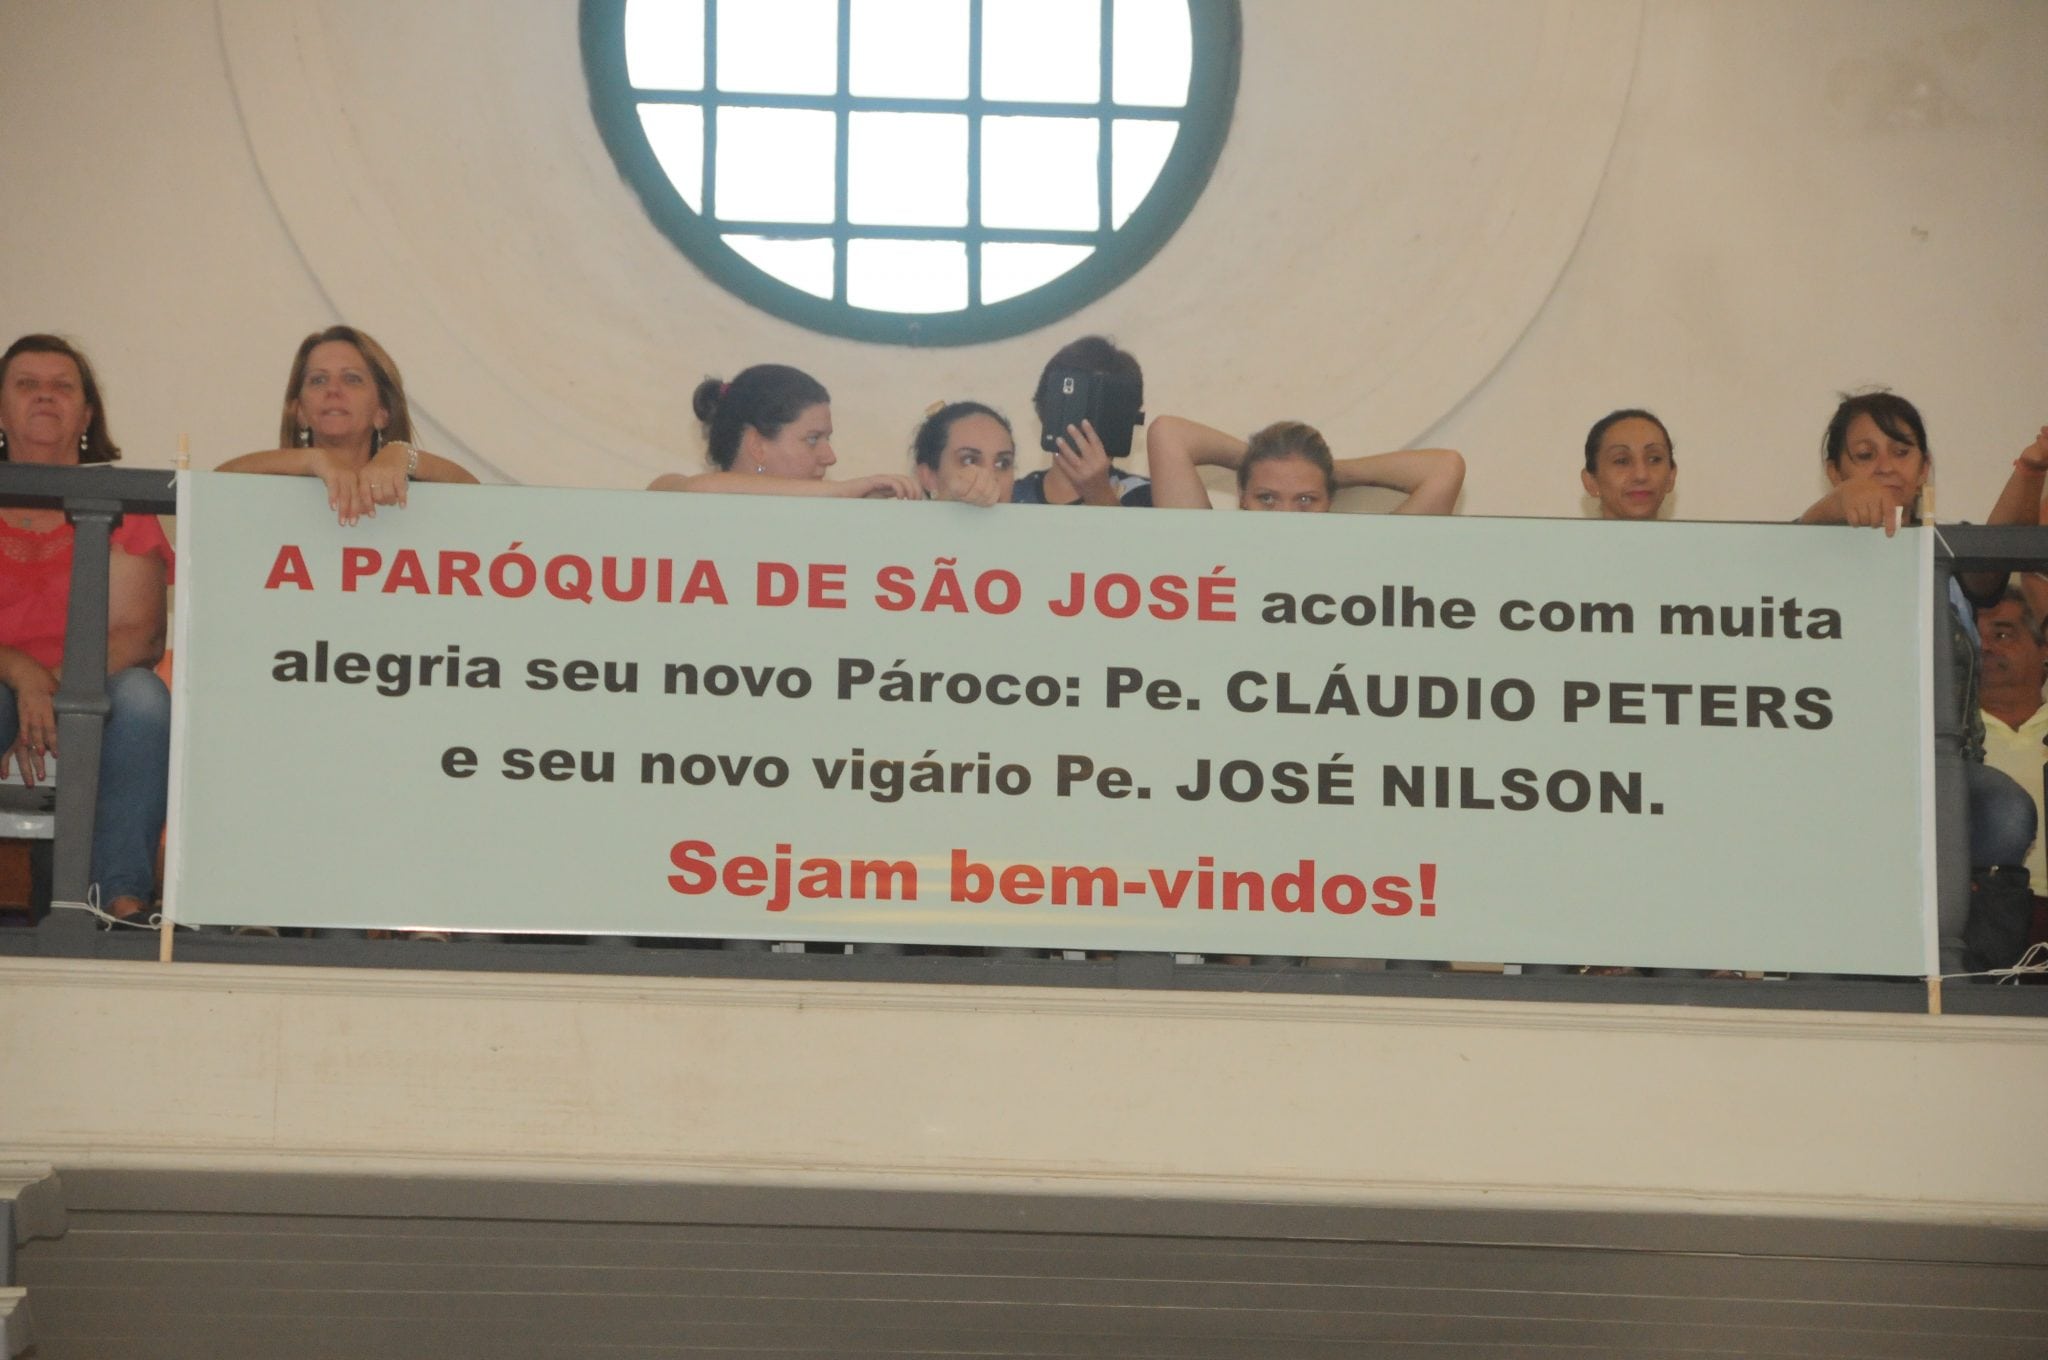 A PARÓQUIA DE SÃO JOSÉ acolhe com muita
alegria seu novo Pároco: Pe. CLÁUDIO PETERS
e seu novo vigário Pe. JOSÉ NILSON.
Sejam bem-vindos!